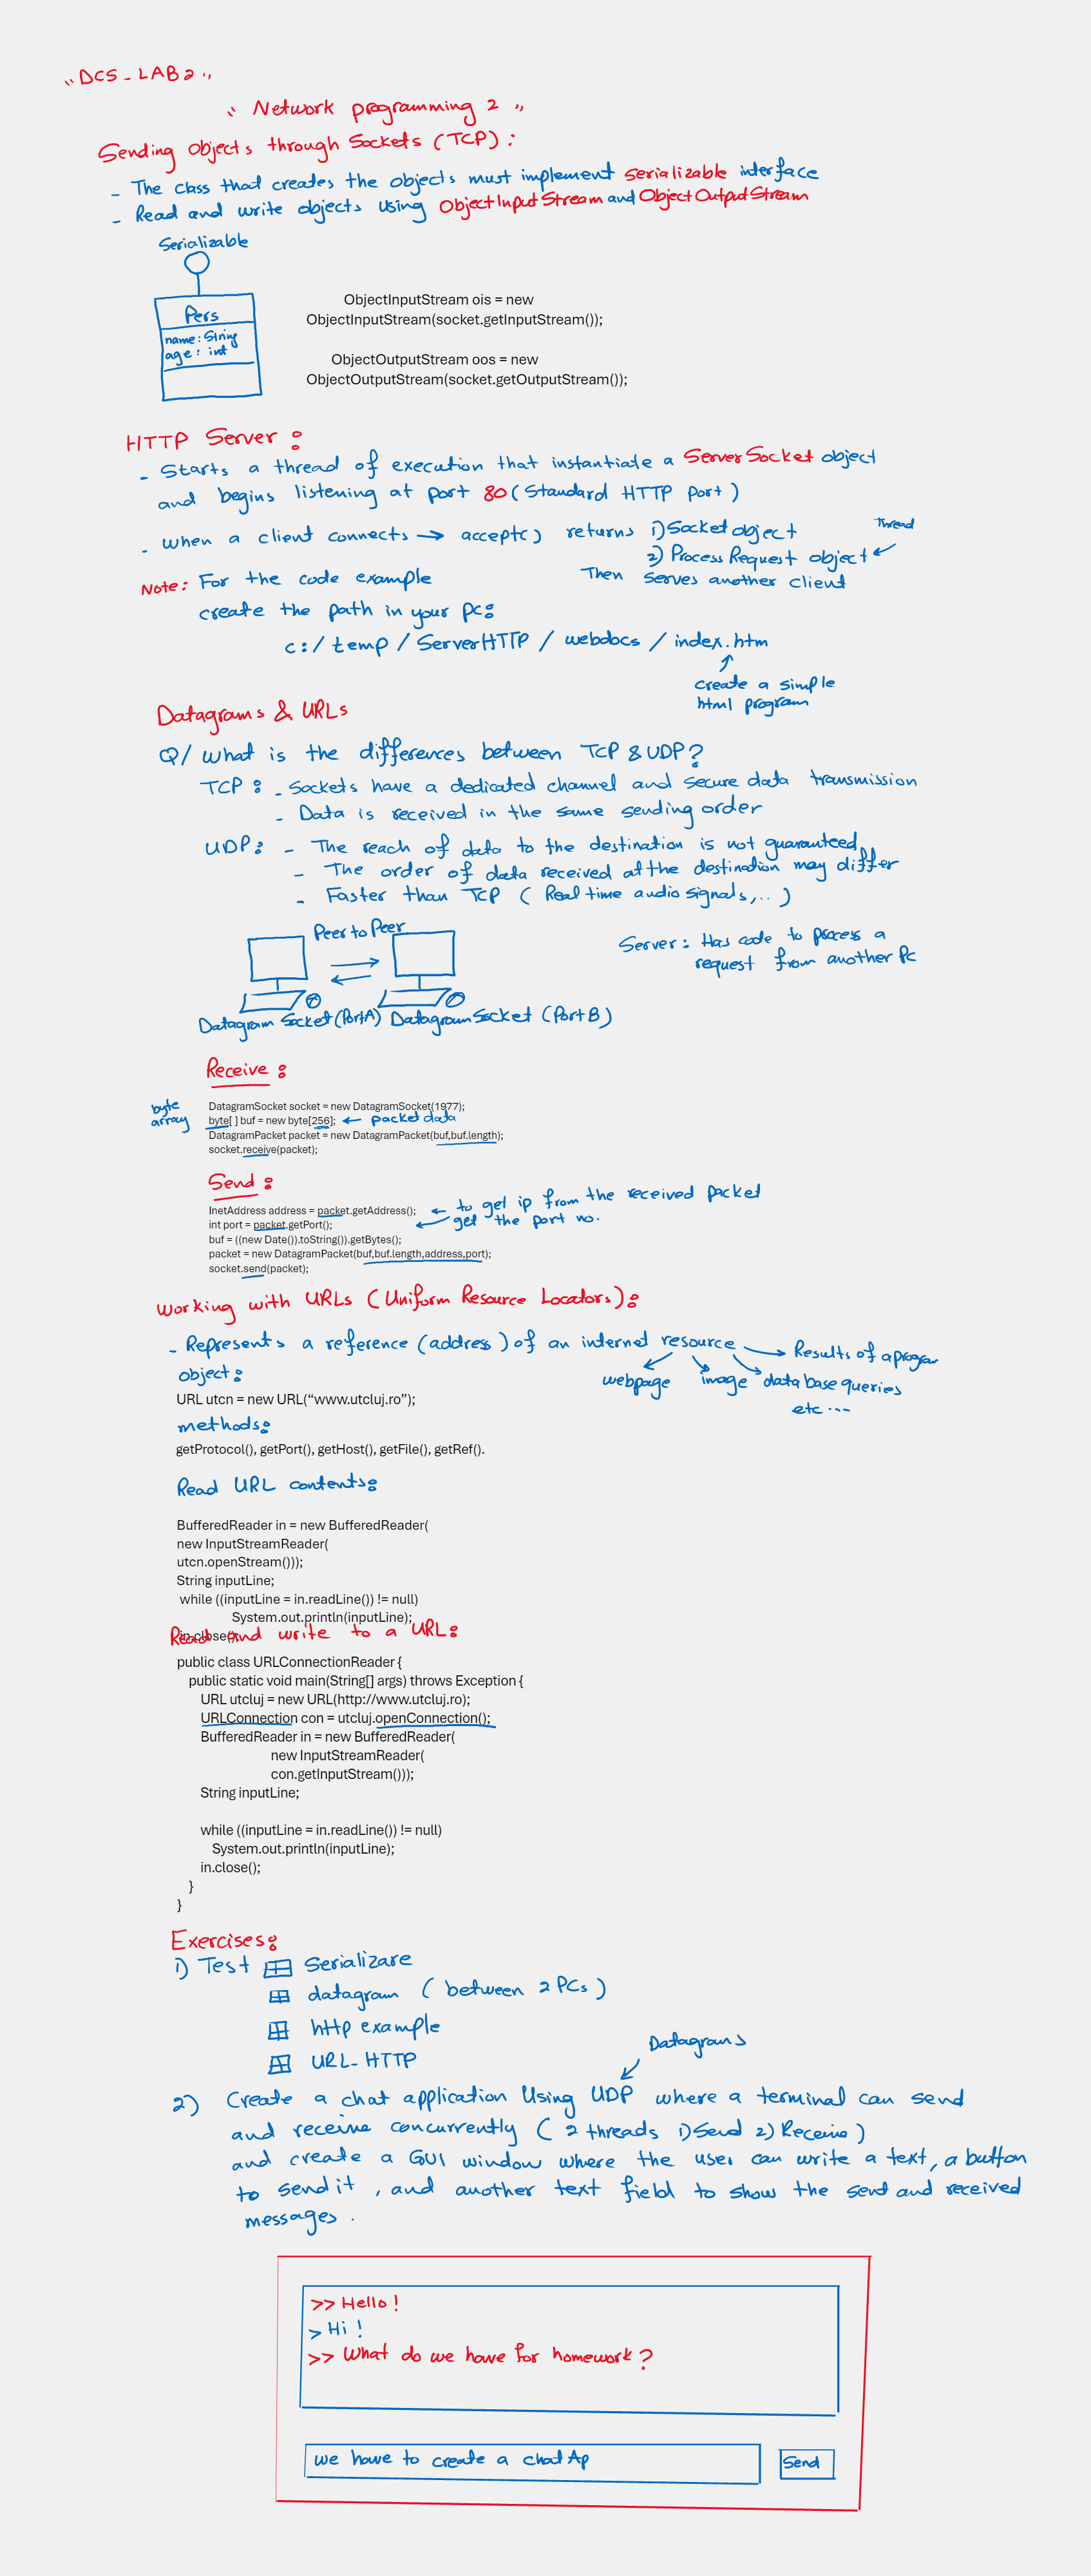 "DCS - LAB 2"
"Network programming 2"
Sending Objects through Sockets (TCP) :
- The class that creates the objects must implement Serializable interface
- Read and write objects using ObjectInputStream and ObjectOutputStream
Serializable
Pers
name: String
age: int
ObjectInputStream ois = new
ObjectInputStream(socket.getInputStream());
ObjectOutputStream oos = new
ObjectOutputStream(socket.getOutputStream());
HTTP Server :
- Starts a thread of execution that instantiate a ServerSocket object
and begins listening at port 80 (Standard HTTP port)
- when a client connects → accept() returns 1) Socket object
Thread
2) Process Request object
Then serves another client
Note: For the code example
create the path in your pc:
c:/temp / ServerHTTP / webdocs / index.htm
create a simple
html program
Datagrams & URLs
Q/ what is the differences between TCP & UDP?
TCP : - Sockets have a dedicated channel and secure data transmission
- Data is received in the same sending order
UDP: - The reach of data to the destination is not guaranteed
- The order of data received at the destination may differ
- Faster than TCP ( Real time audio signals,.. )
Peer to Peer
Server : Has code to process a
request from another Pc
Datagram Socket (PortA) Datagram Socket (Port B)
Receive :
byte
array
DatagramSocket socket = new DatagramSocket(1977);
byte[ ] buf = new byte[256]; ← packet data
DatagramPacket packet = new DatagramPacket(buf,buf.length);
socket.receive(packet);
Send :
InetAddress address = packet.getAddress(); ← to get ip from the received packet
int port = packet.getPort(); ← get the port no.
buf = ((new Date()).toString()).getBytes();
packet = new DatagramPacket(buf,buf.length,address,port);
socket.send(packet);
Working with URLs (Uniform Resource Locators) :
- Represents a reference (address) of an internet resource → Results of a progam
object:
webpage image data base queries
etc ...
URL utcn = new URL("www.utcluj.ro");
methods:
getProtocol(), getPort(), getHost(), getFile(), getRef().
Read URL contents:
BufferedReader in = new BufferedReader(
new InputStreamReader(
utcn.openStream()));
String inputLine;
while ((inputLine = in.readLine()) != null)
System.out.println(inputLine);
in.close();
Read and write to a URL:
public class URLConnectionReader {
public static void main(String[] args) throws Exception {
URL utcluj = new URL(http://www.utcluj.ro);
URLConnection con = utcluj.openConnection();
BufferedReader in = new BufferedReader(
new InputStreamReader(
con.getInputStream()));
String inputLine;
while ((inputLine = in.readLine()) != null)
System.out.println(inputLine);
in.close();
}
}
Exercises:
1) Test Serializare
datagram ( between 2 PCs )
http example
URL-HTTP
Datagrams
2) Create a chat application Using UDP where a terminal can send
and receive concurrently ( 2 threads 1) Send 2) Receive )
and create a GUI window where the user can write a text, a button
to send it , and another text field to show the sent and received
messages .
>> Hello !
> Hi !
>> What do we have for homework ?
we have to create a chat Ap
Send